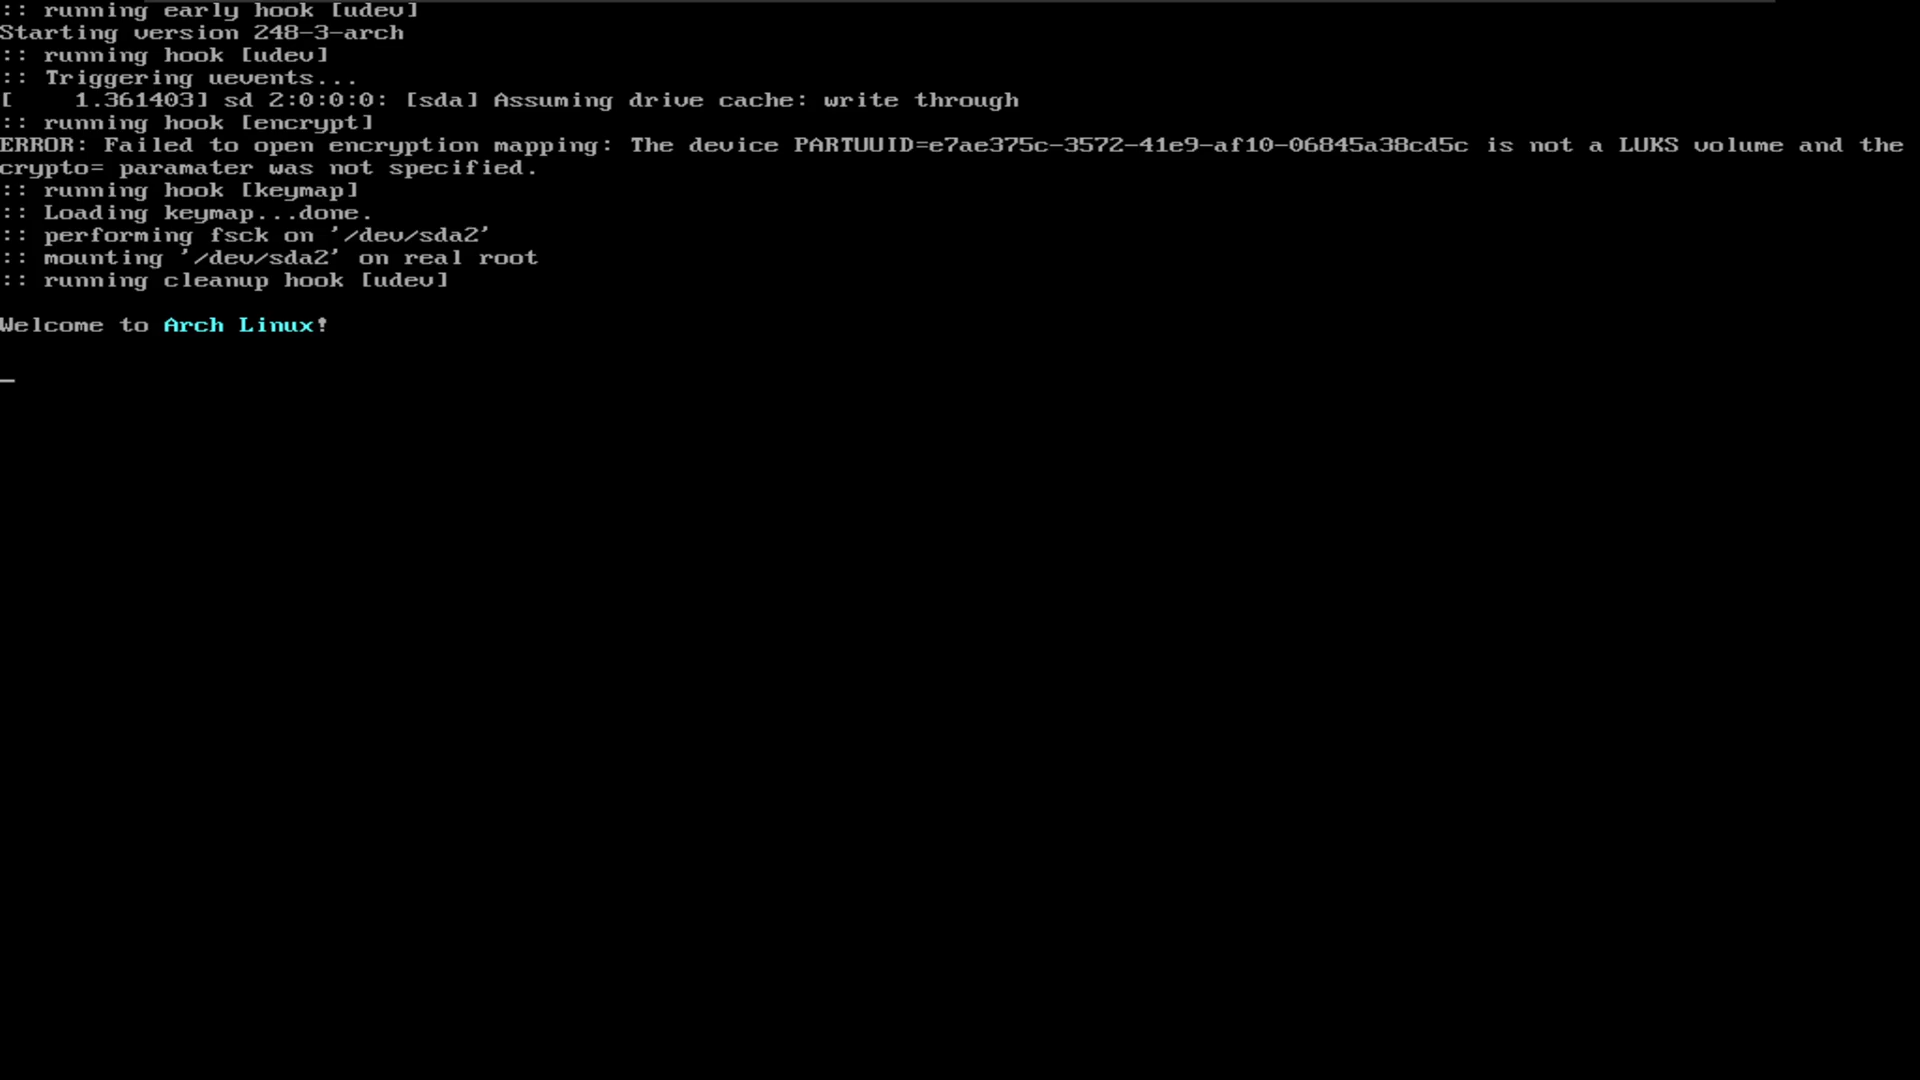 :: running early hook [udev]
Starting version 248-3-arch
:: running hook [udev]
:: Triggering uevents...
[    1.361403] sd 2:0:0:0: [sda] Assuming drive cache: write through
:: running hook [encrypt]
ERROR: Failed to open encryption mapping: The device PARTUUID=e7ae375c-3572-41e9-af10-06845a38cd5c is not a LUKS volume and the
crypto= paramater was not specified.
:: running hook [keymap]
:: Loading keymap...done.
:: performing fsck on '/dev/sda2'
:: mounting '/dev/sda2' on real root
:: running cleanup hook [udev]
Welcome to Arch Linux!